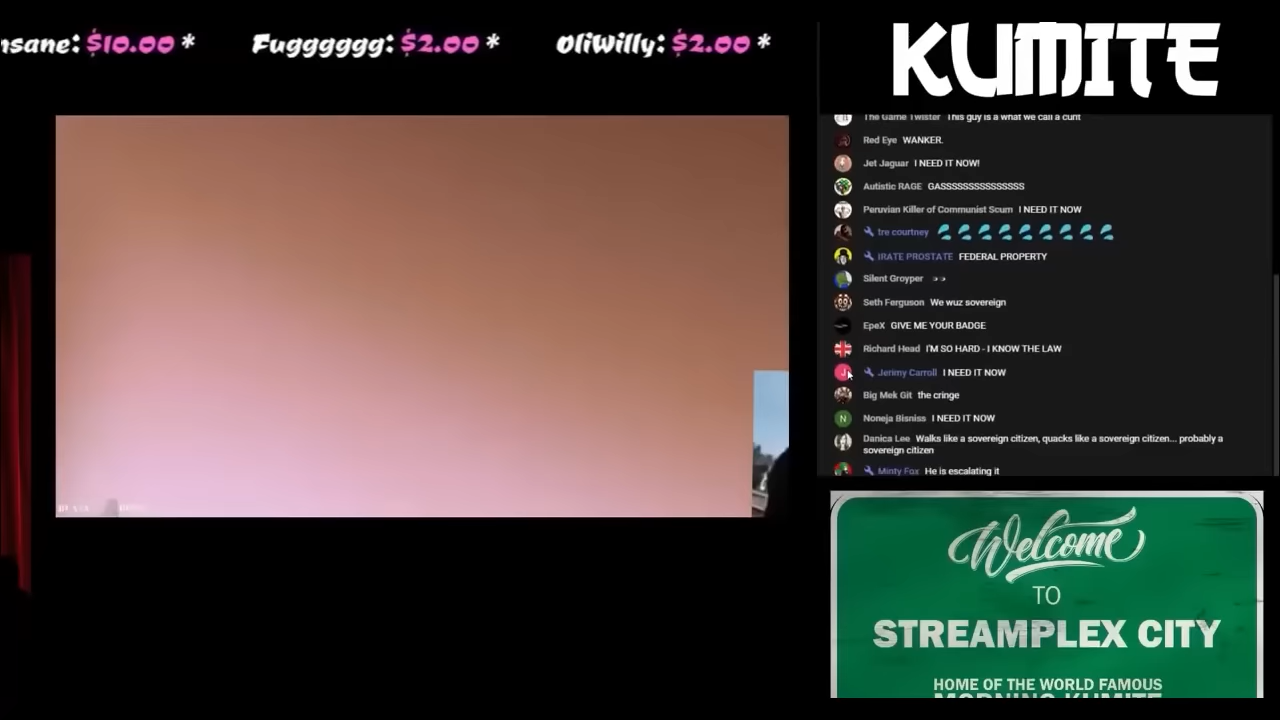 nsane: $10.00 * Fugggggg: $2.00 * OliWilly: $2.00 *
KUMITE
The Game Twister This guy is a what we call a cunt
Red Eye WANKER.
Jet Jaguar I NEED IT NOW!
Autistic RAGE GASSSSSSSSSSSSSSS
Peruvian Killer of Communist Scum I NEED IT NOW
tre courtney 💦 💦 💦 💦 💦 💦 💦 💦 💦
IRATE PROSTATE FEDERAL PROPERTY
Silent Groyper
Seth Ferguson We wuz sovereign
EpeX GIVE ME YOUR BADGE
Richard Head I'M SO HARD - I KNOW THE LAW
J Jerimy Carroll I NEED IT NOW
Big Mek Git the cringe
N Noneja Bisniss I NEED IT NOW
Danica Lee Walks like a sovereign citizen, quacks like a sovereign citizen... probably a
sovereign citizen
Minty Fox He is escalating it
Welcome
TO
STREAMPLEX CITY
HOME OF THE WORLD FAMOUS
MORNING KUMITE